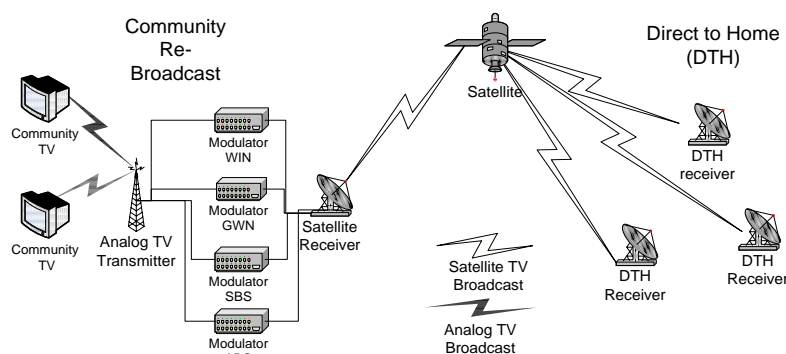 Community
Re-
Broadcast
Direct to Home
(DTH)
Satellite
Community
TV
Community
TV
Analog TV
Transmitter
Modulator
WIN
Modulator
GWN
Modulator
SBS
Modulator
Satellite
Receiver
DTH
receiver
DTH
Receiver
DTH
Receiver
Satellite TV
Broadcast
Analog TV
Broadcast